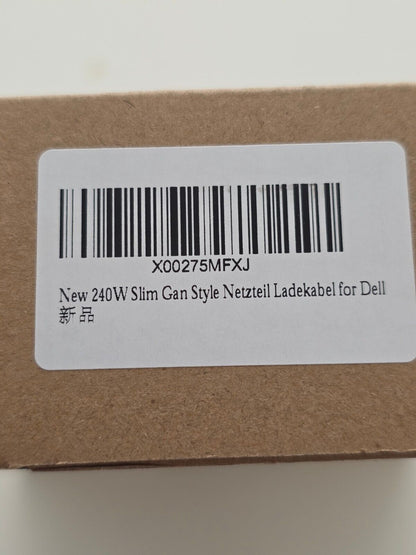 X00275MFXJ
New 240W Slim Gan Style Netzteil Ladekabel for Dell
新品